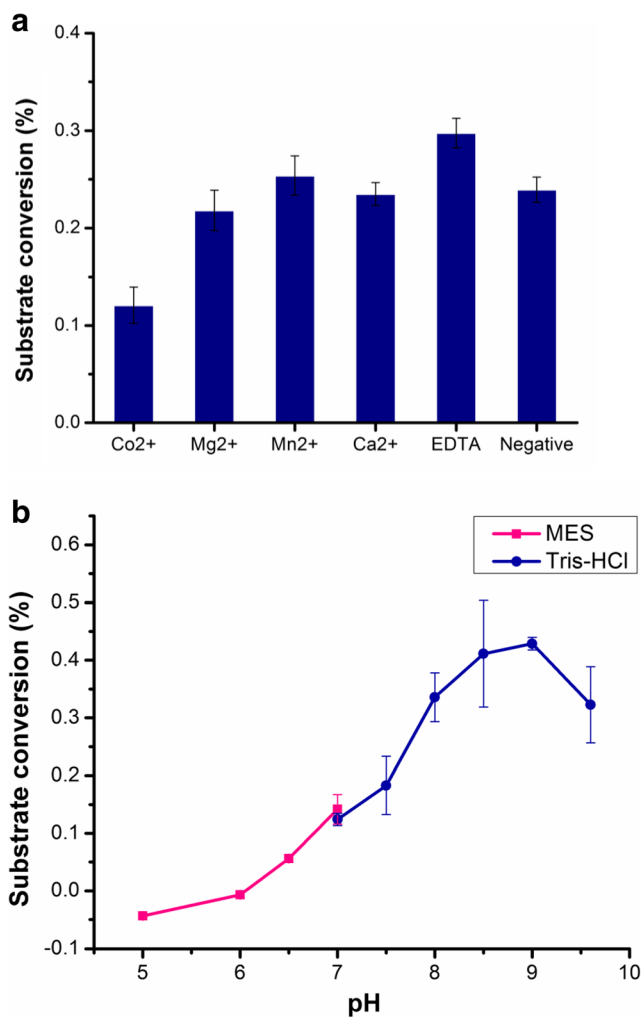 a
Substrate conversion (%)
0.4
0.3
0.2
0.1
0.0
Co2+ Mg2+ Mn2+ Ca2+ EDTA Negative
b
MES
Tris-HCl
Substrate conversion (%)
0.6
0.5
0.4
0.3
0.2
0.1
0.0
-0.1
5 6 7 8 9 10
pH